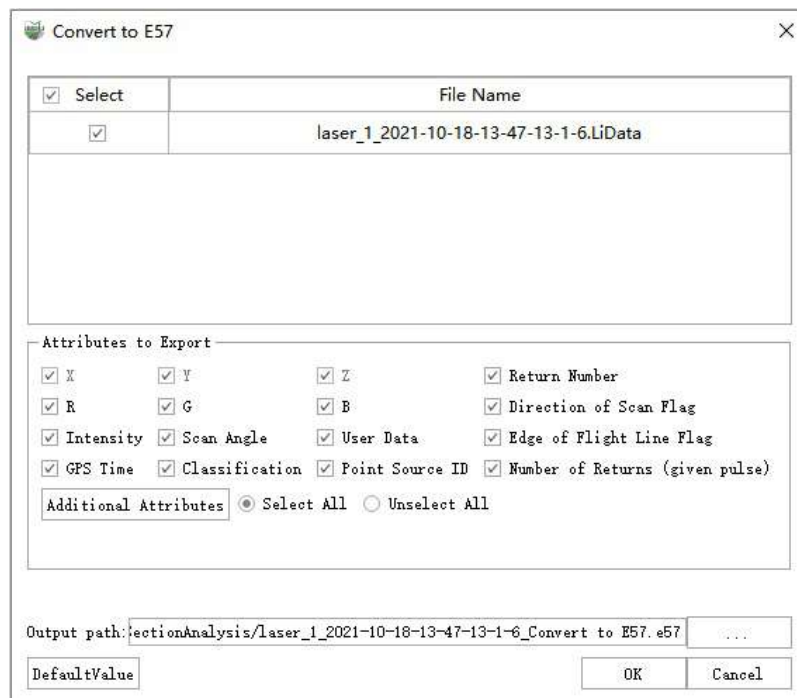 Convert to E57
Select File Name
laser_1_2021-10-18-13-47-13-1-6.LiData
Attributes to Export
X Y Z Return Number
R G B Direction of Scan Flag
Intensity Scan Angle User Data Edge of Flight Line Flag
GPS Time Classification Point Source ID Number of Returns (given pulse)
Additional Attributes Select All Unselect All
Output path: ectionAnalysis/laser_1_2021-10-18-13-47-13-1-6_Convert to E57.e57 ...
DefaultValue OK Cancel